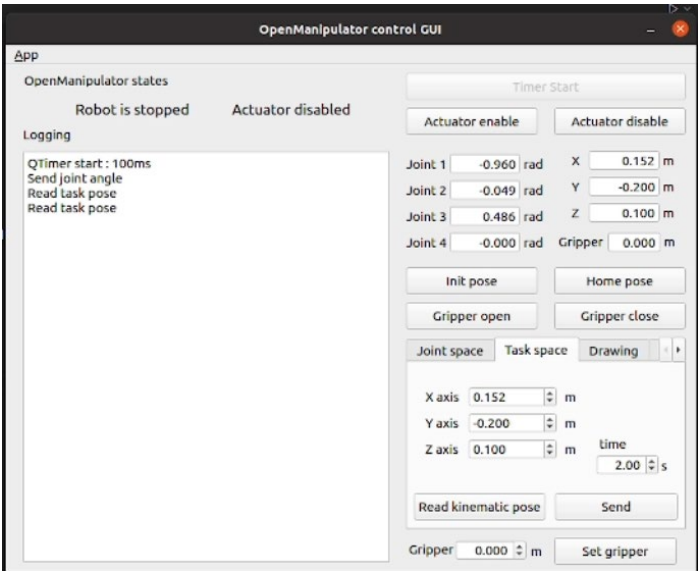 OpenManipulator control GUI
App
OpenManipulator states
Robot is stopped Actuator disabled
Logging
QTimer start : 100ms
Send joint angle
Read task pose
Read task pose
Timer Start
Actuator enable Actuator disable
Joint 1 -0.960 rad X 0.152 m
Joint 2 -0.049 rad Y -0.200 m
Joint 3 0.486 rad Z 0.100 m
Joint 4 -0.000 rad Gripper 0.000 m
Init pose Home pose
Gripper open Gripper close
Joint space Task space Drawing
X axis 0.152 m
Y axis -0.200 m
Z axis 0.100 m
time
2.00 s
Read kinematic pose Send
Gripper 0.000 m Set gripper